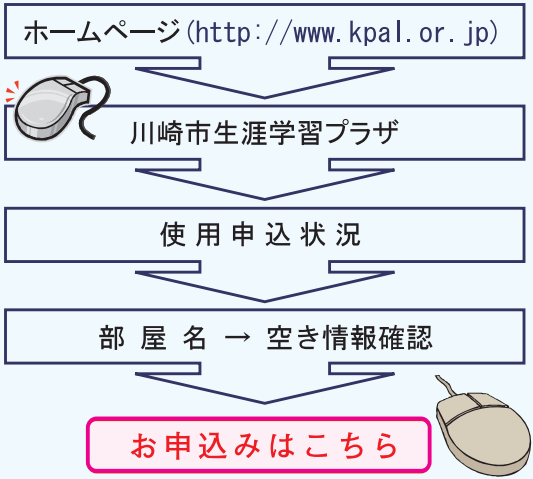 ホームページ(http://www.kpal.or.jp)
川崎市生涯学習プラザ
使用申込状況
部屋名 → 空き情報確認
お申込みはこちら